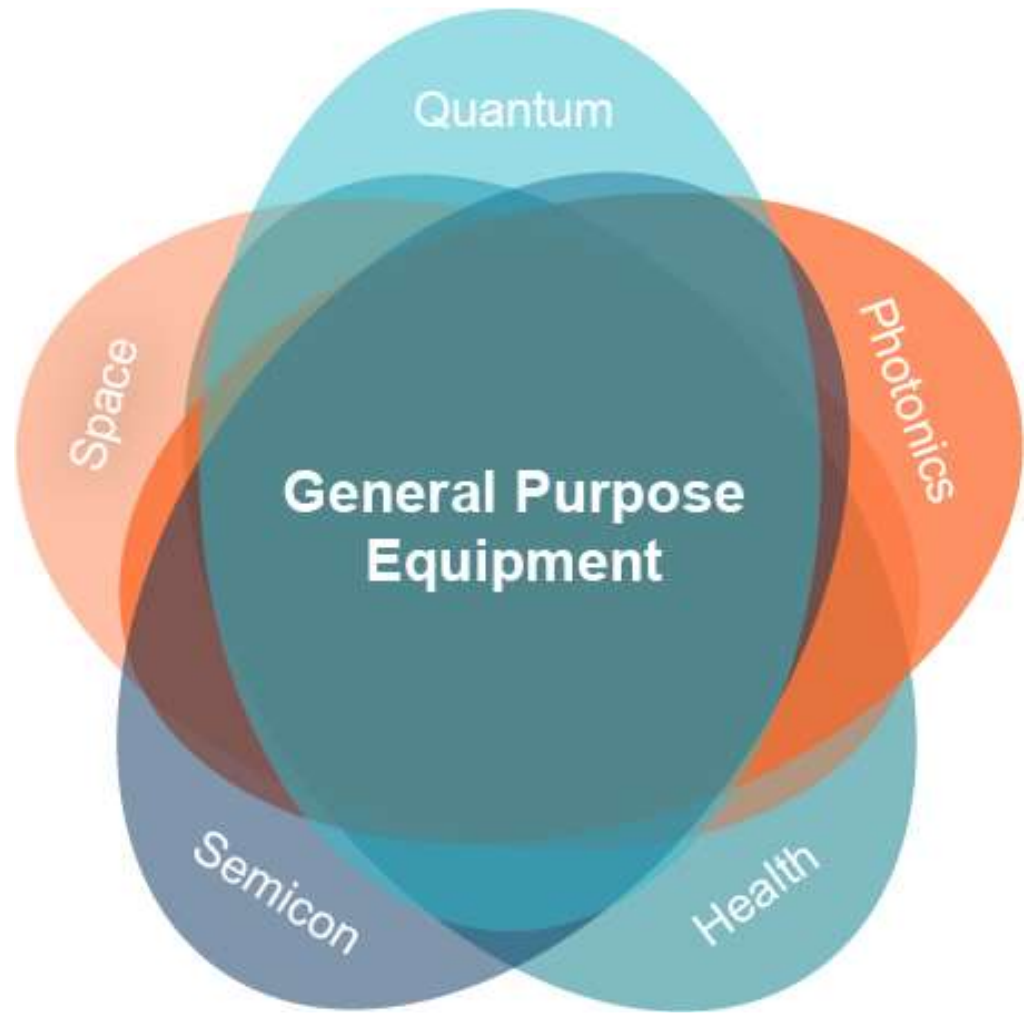 Quantum
Space
Photonics
General Purpose
Equipment
Semicon
Health